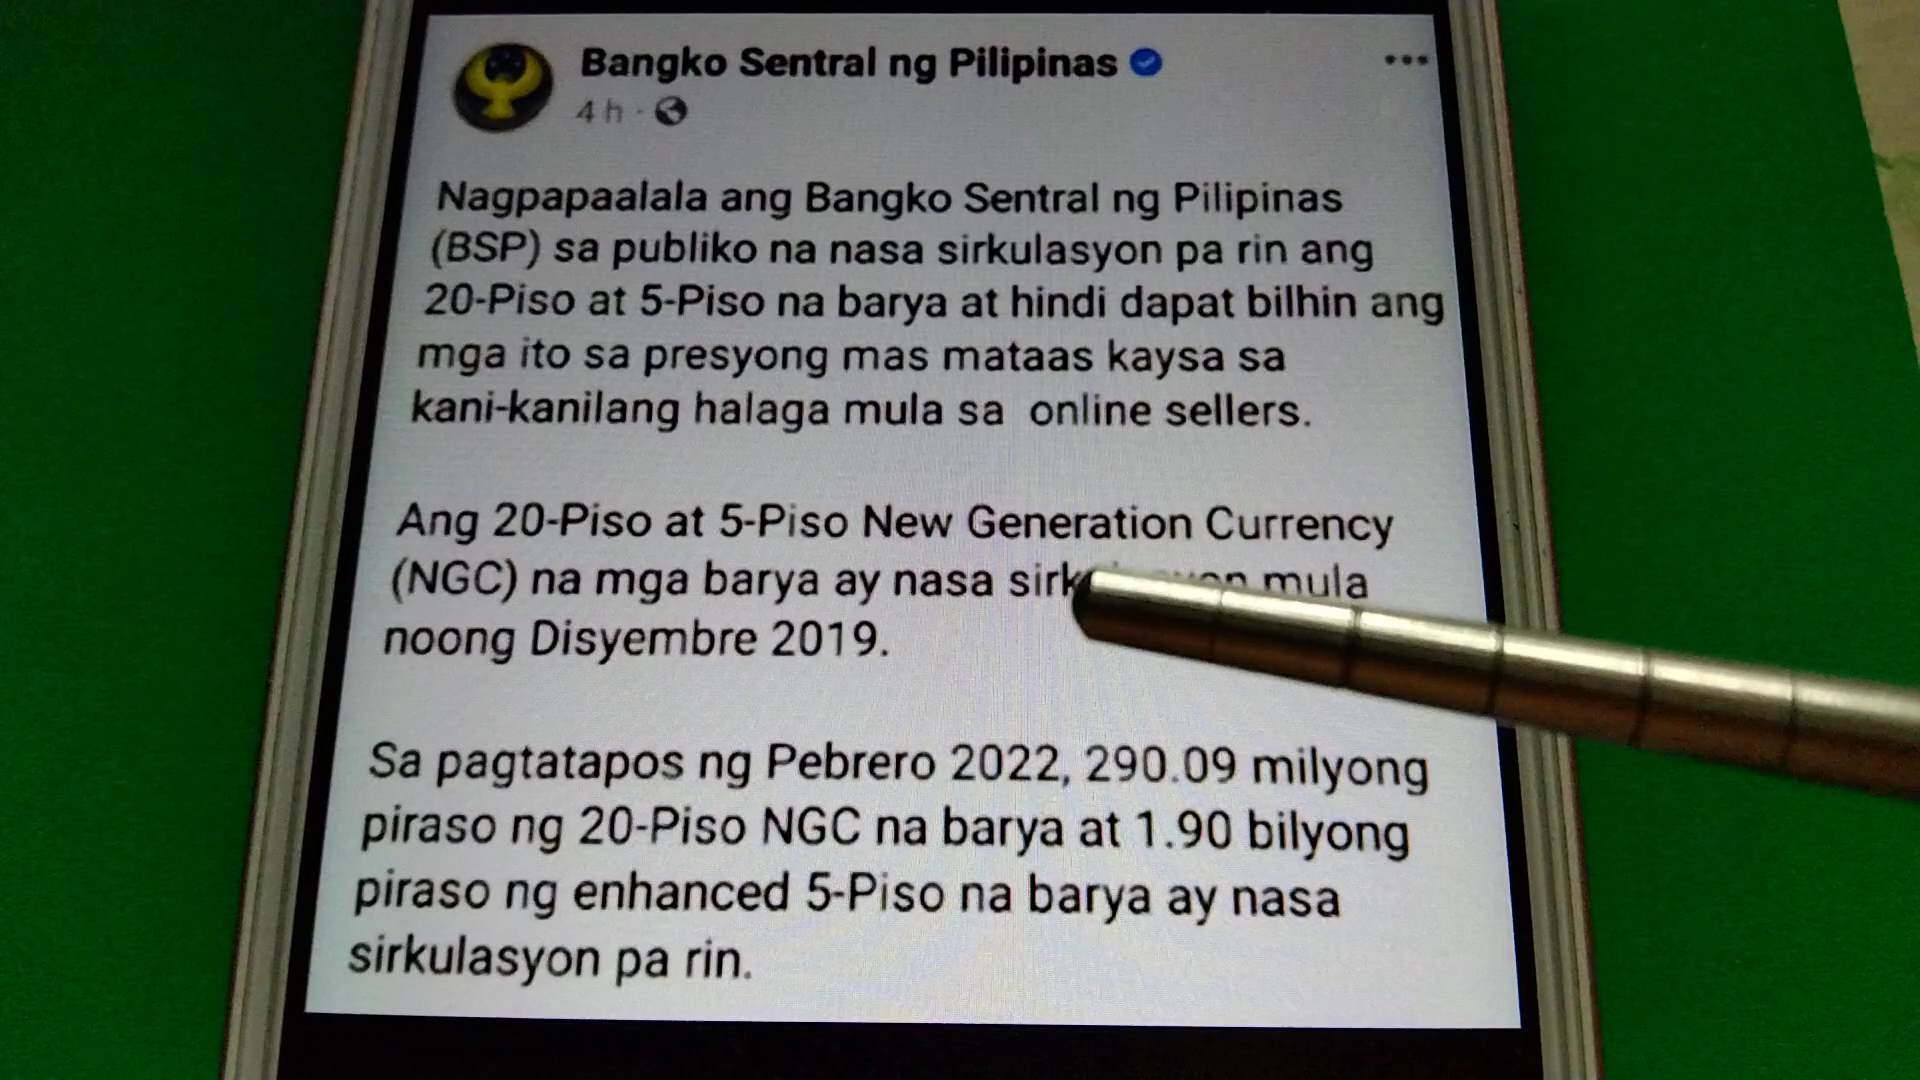 Bangko Sentral ng Pilipinas
4 h ·
Nagpapaalala ang Bangko Sentral ng Pilipinas
(BSP) sa publiko na nasa sirkulasyon pa rin ang
20-Piso at 5-Piso na barya at hindi dapat bilhin ang
mga ito sa presyong mas mataas kaysa sa
kani-kanilang halaga mula sa online sellers.
Ang 20-Piso at 5-Piso New Generation Currency
(NGC) na mga barya ay nasa mula
noong Disyembre 2019.
Sa pagtatapos ng Pebrero 2022, 290.09 milyong
piraso ng 20-Piso NGC na barya at 1.90 bilyong
piraso ng enhanced 5-Piso na barya ay nasa
sirkulasyon pa rin.